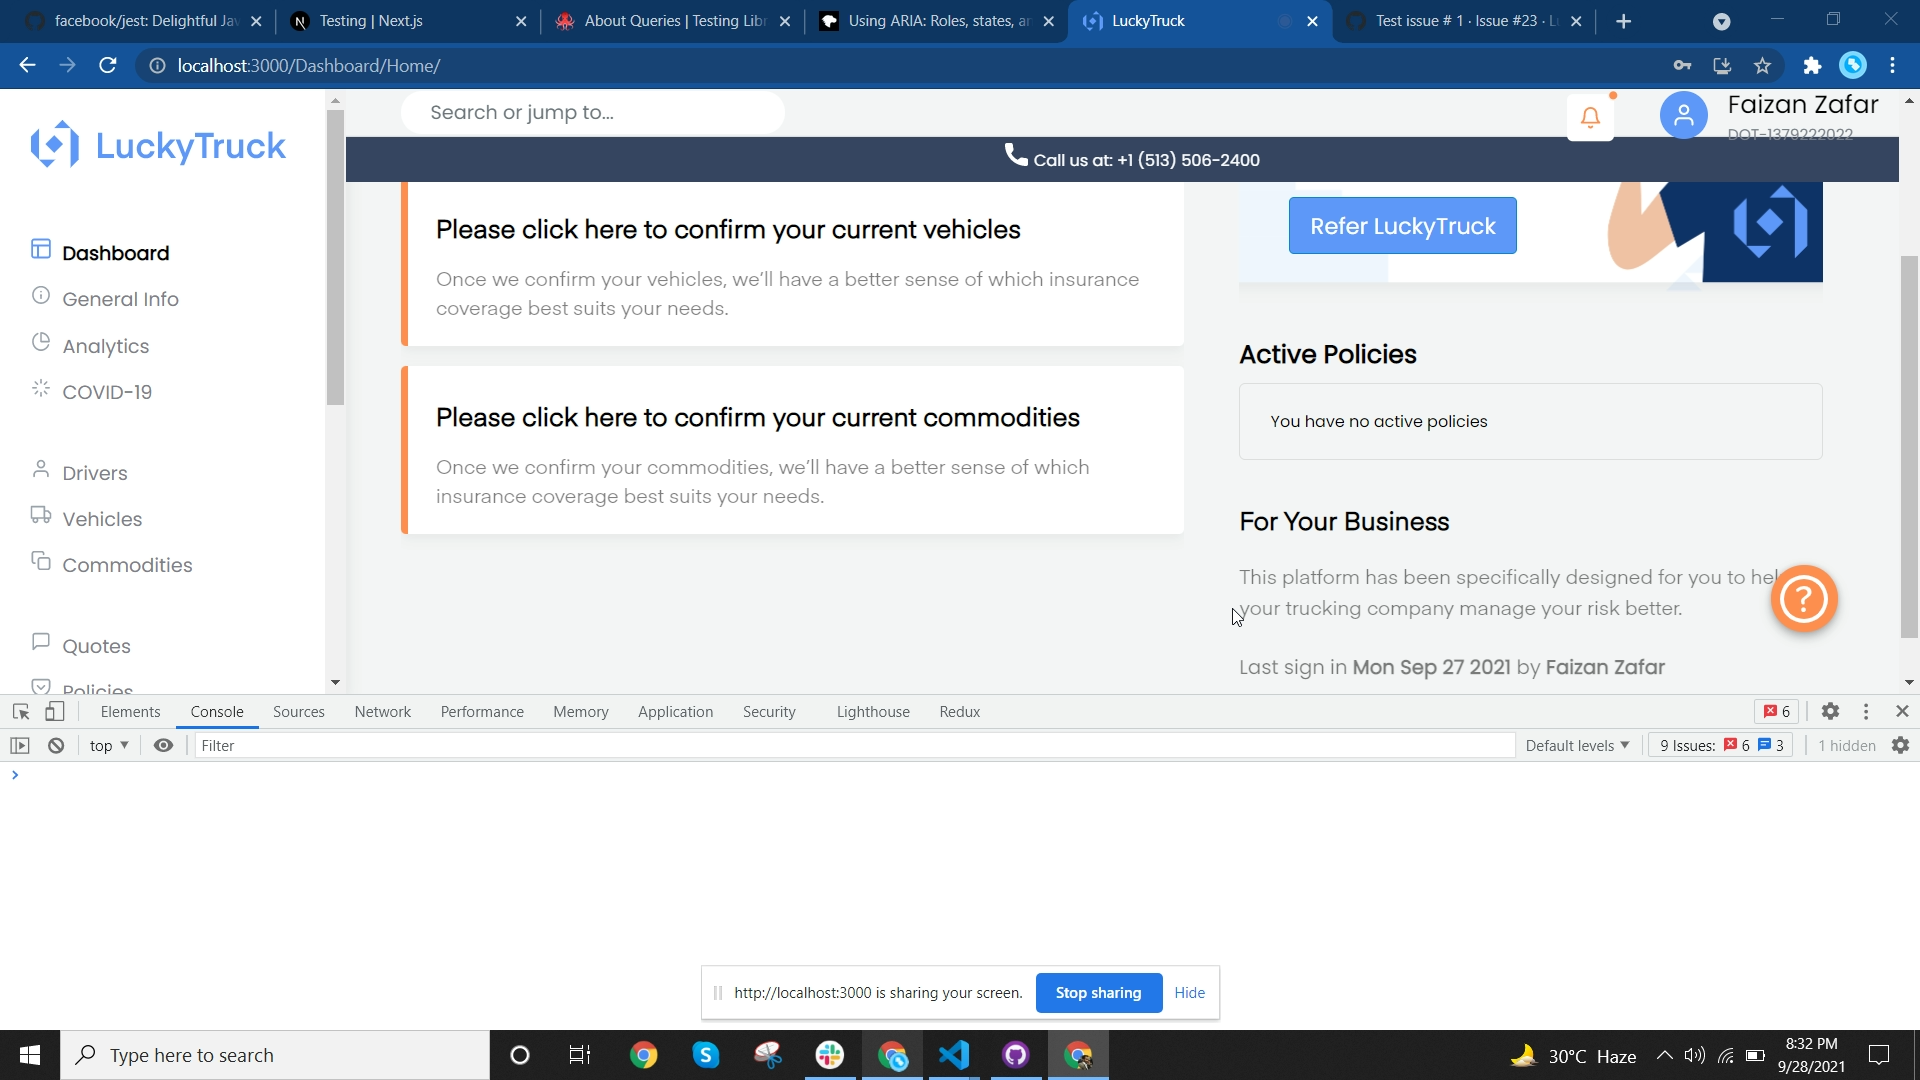 facebook/jest: Delightful Jav
Testing | Next.js
About Queries | Testing Libr
Using ARIA: Roles, states, an
LuckyTruck
Test issue # 1 · Issue #23 · L
localhost:3000/Dashboard/Home/
LuckyTruck
Dashboard
General Info
Analytics
COVID-19
Drivers
Vehicles
Commodities
Quotes
Policies
Search or jump to...
Faizan Zafar
DOT-1379222022
Call us at: +1 (513) 506-2400
Please click here to confirm your current vehicles
Once we confirm your vehicles, we'll have a better sense of which insurance
coverage best suits your needs.
Please click here to confirm your current commodities
Once we confirm your commodities, we'll have a better sense of which
insurance coverage best suits your needs.
Refer LuckyTruck
Active Policies
You have no active policies
For Your Business
This platform has been specifically designed for you to hel
your trucking company manage your risk better.
Last sign in Mon Sep 27 2021 by Faizan Zafar
?
Elements Console Sources Network Performance Memory Application Security Lighthouse Redux
6
top
Filter
Default levels
9 Issues: 6 3
1 hidden
http://localhost:3000 is sharing your screen.
Stop sharing
Hide
Type here to search
30°C Haze
8:32 PM
9/28/2021